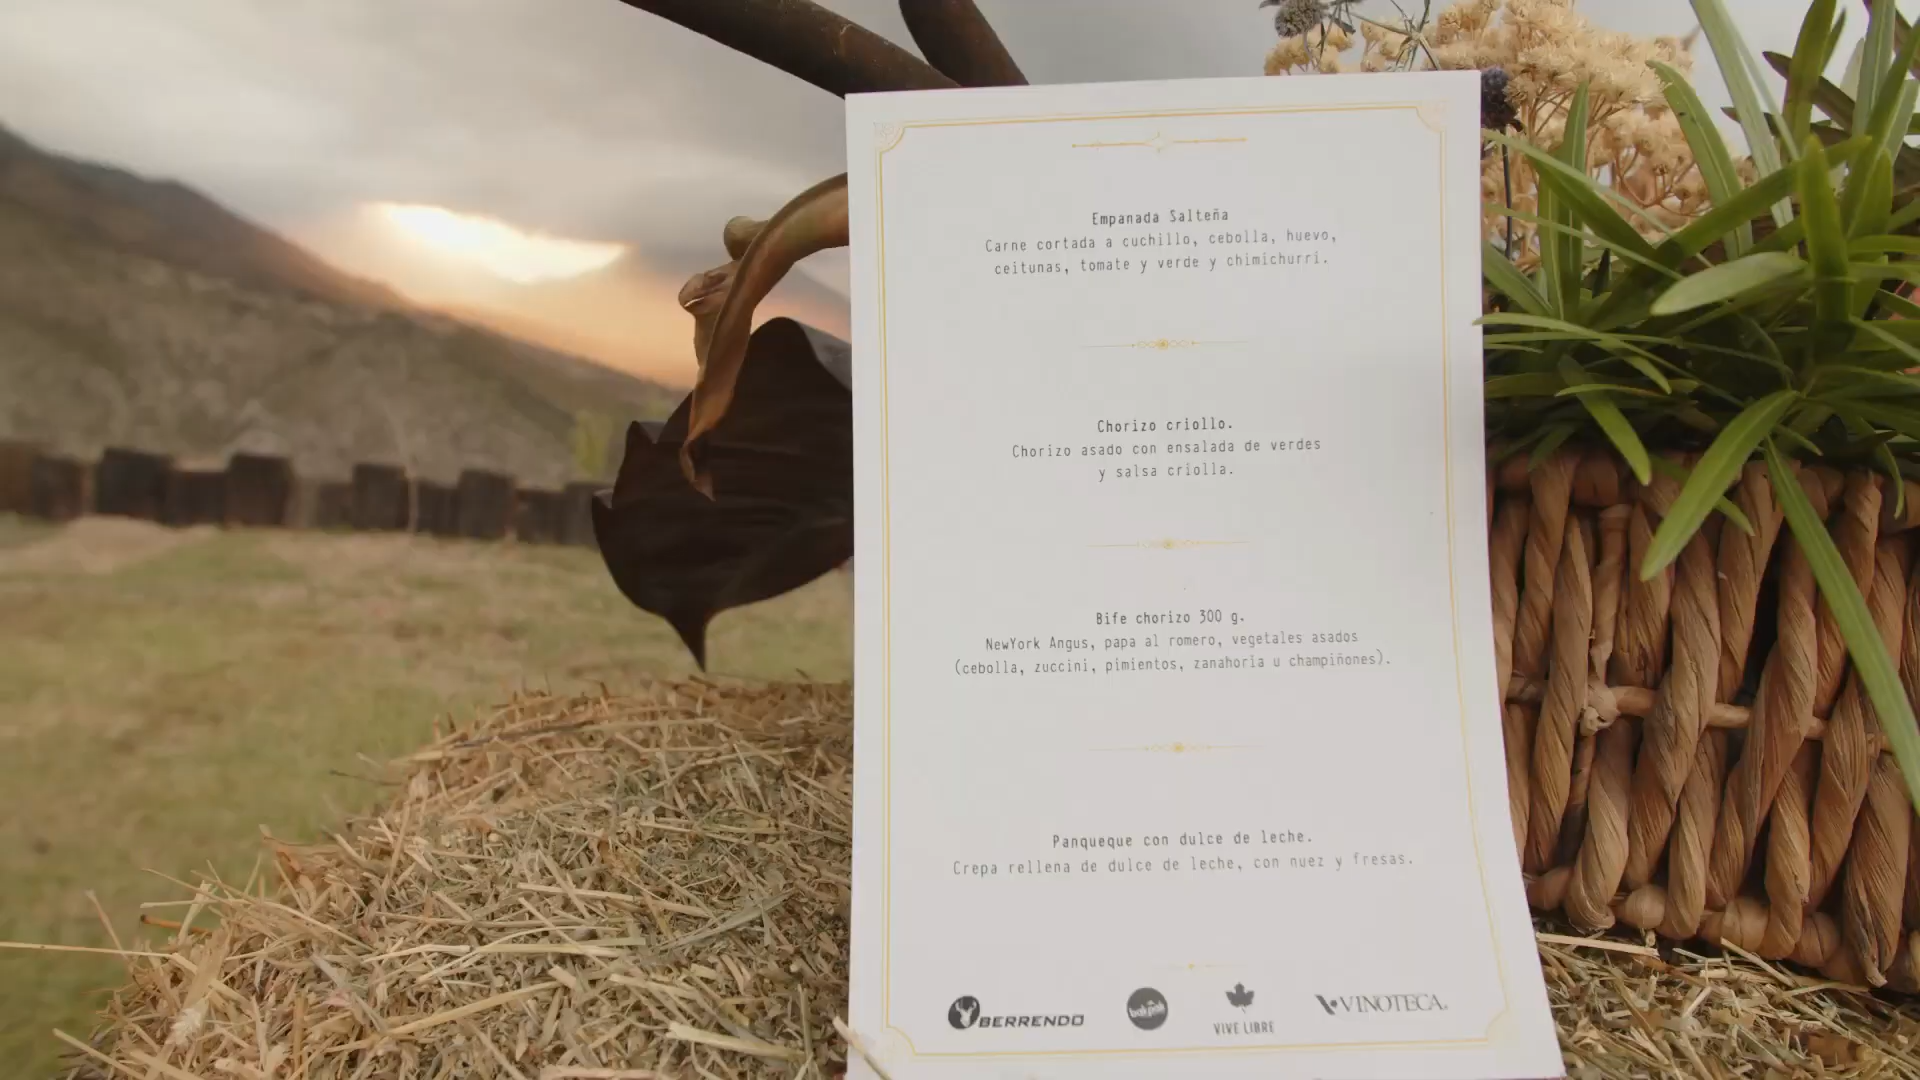 Empanada Salteña
Carne cortada a cuchillo, cebolla, huevo,
ceitunas, tomate y verde y chimichurri.
Chorizo criollo.
Chorizo asado con ensalada de verdes
y salsa criolla.
Bife chorizo 300 g.
NewYork Angus, papa al romero, vegetales asados
(cebolla, zuccini, pimientos, zanahoria u champiñones).
Panqueque con dulce de leche.
Crepa rellena de dulce de leche, con nuez y fresas.
BERRENDO
VIVE LIBRE
VINOTECA